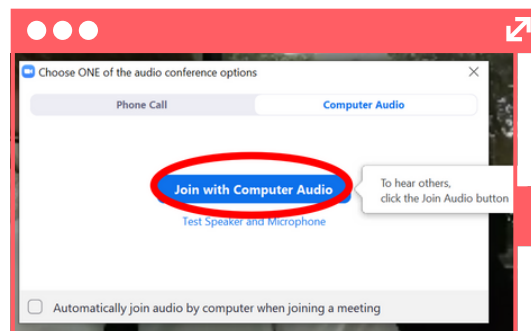 Choose ONE of the audio conference options
Phone Call
Computer Audio
Join with Computer Audio
To hear others,
click the Join Audio button
Test Speaker and Microphone
Automatically join audio by computer when joining a meeting